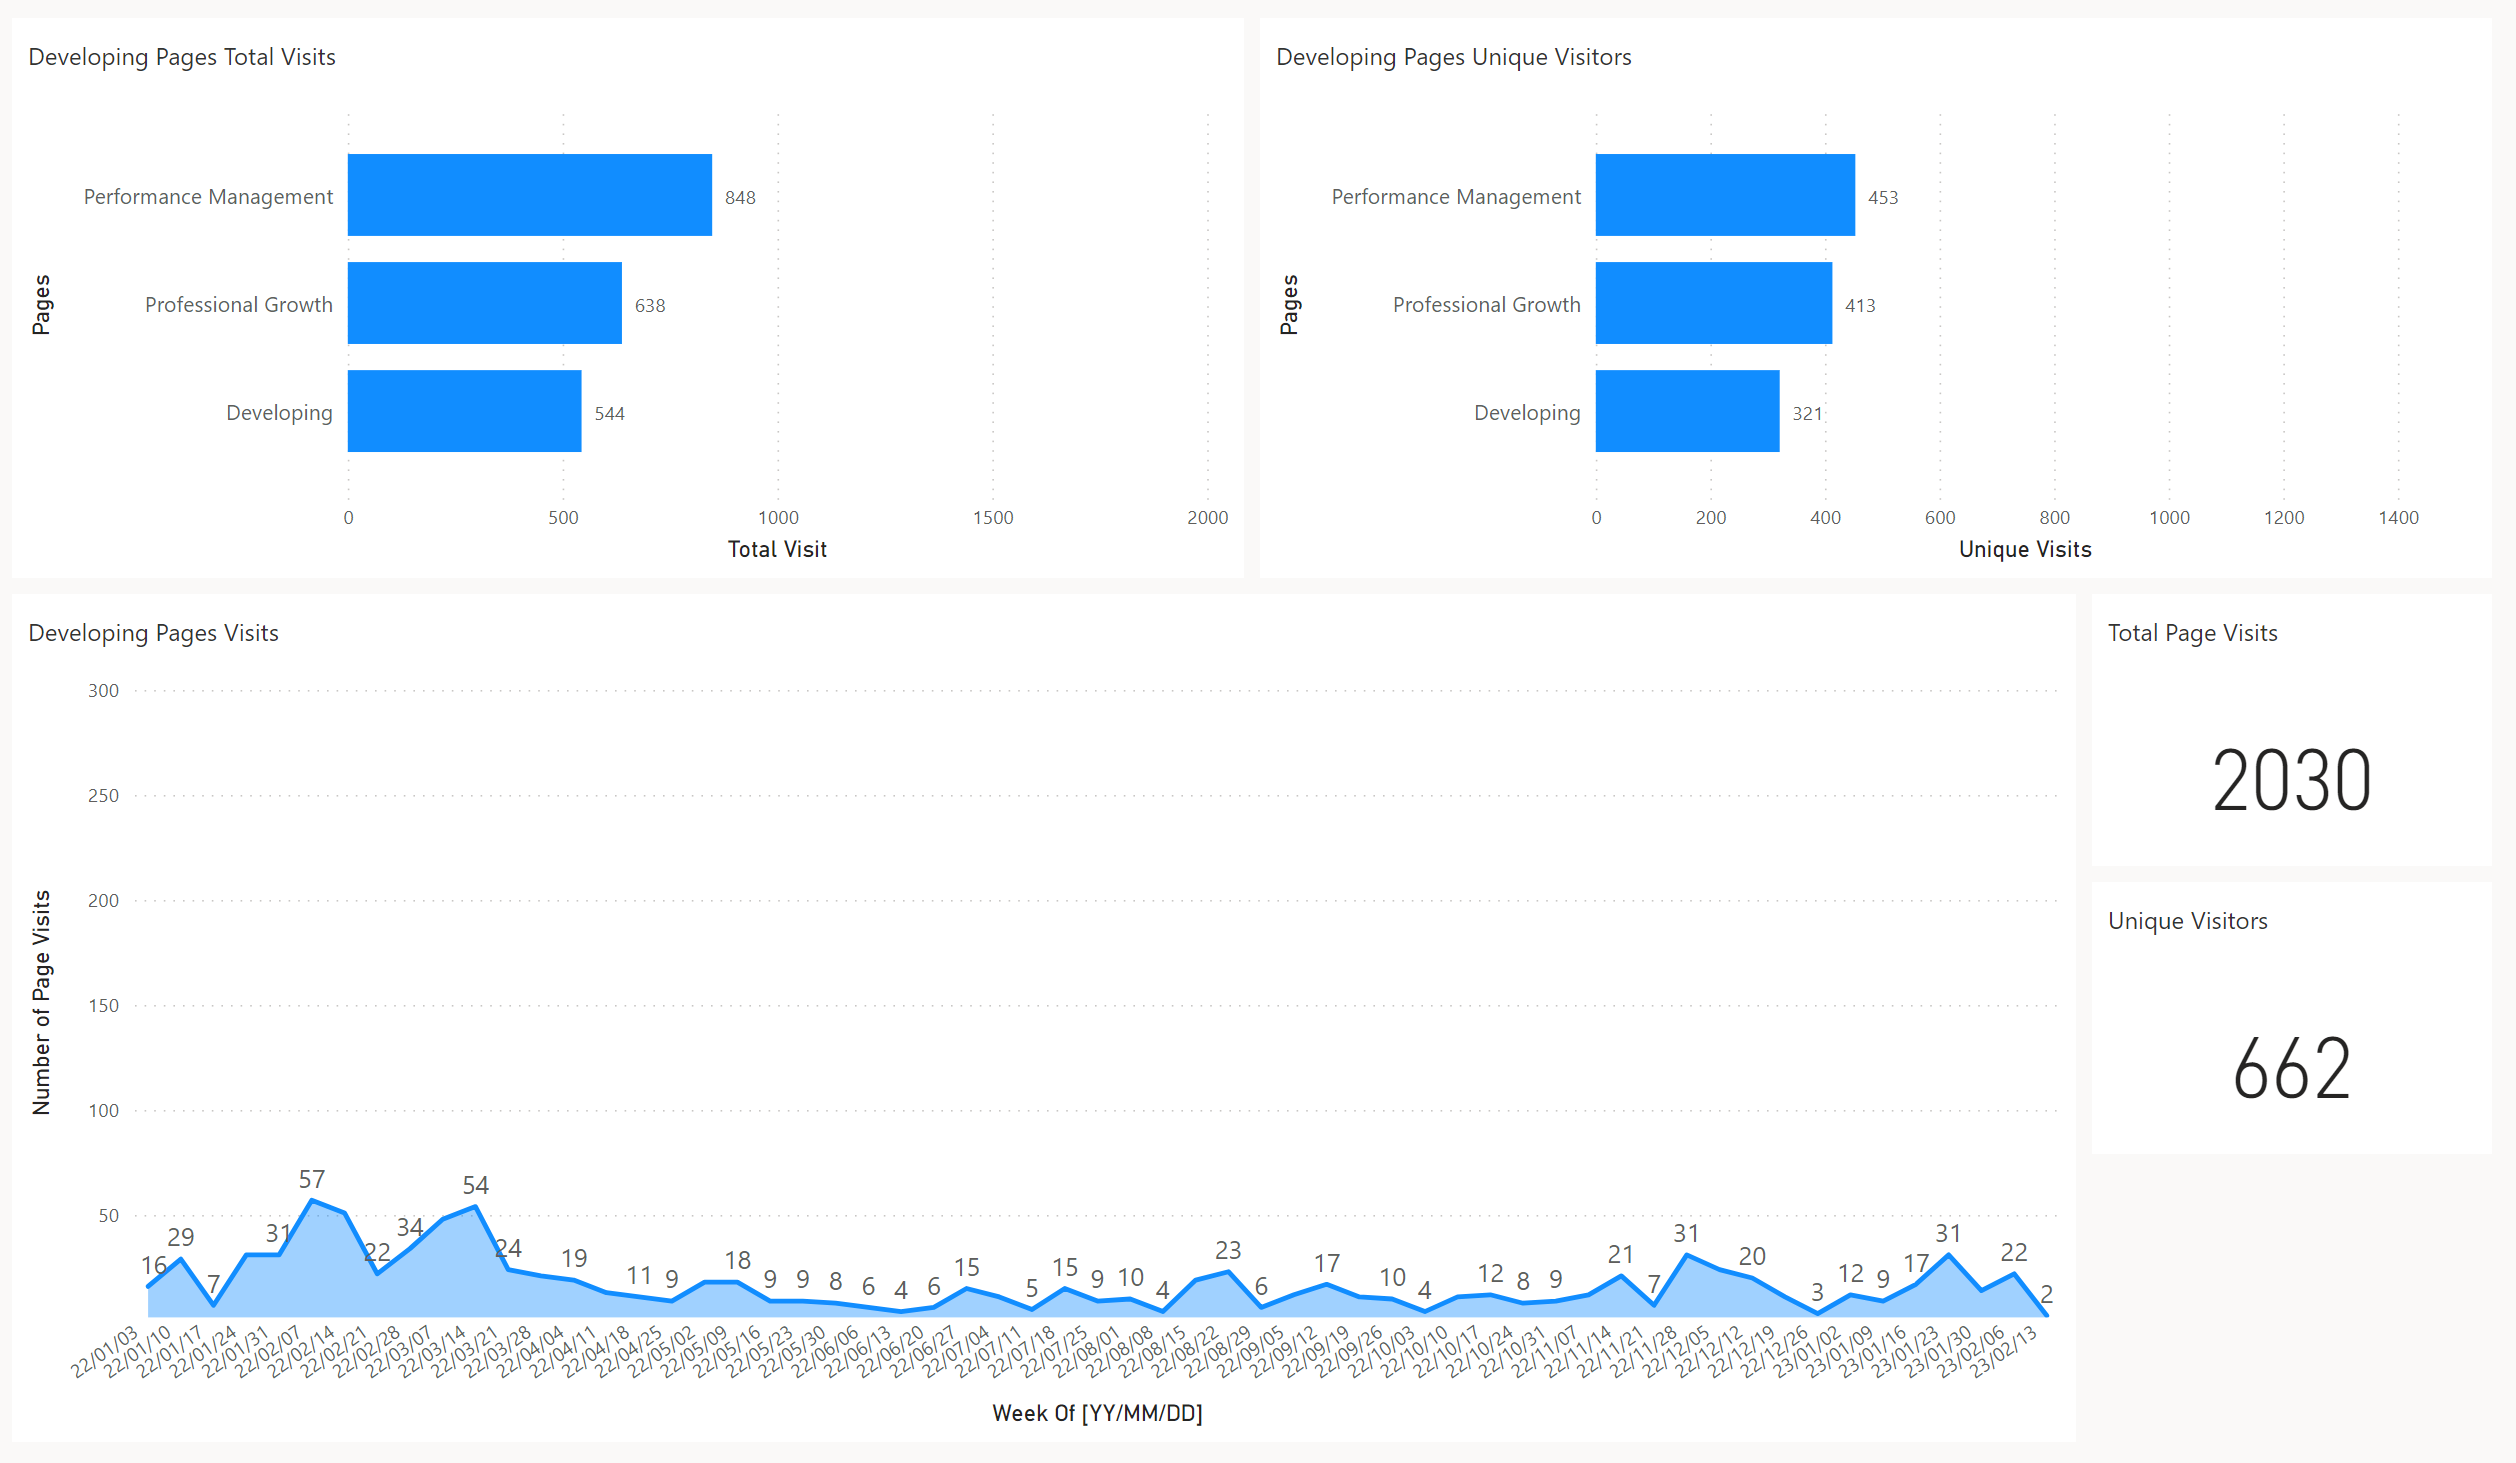 Developing Pages Total Visits
Pages
Performance Management 848
Professional Growth 638
Developing 544
0 500 1000 1500 2000
Total Visit
Developing Pages Unique Visitors
Pages
Performance Management 453
Professional Growth 413
Developing 321
0 200 400 600 800 1000 1200 1400
Unique Visits
Developing Pages Visits
Number of Page Visits
300
250
200
150
100
50
16 29 7 31 57 22 34 54 24 19 11 9 18 9 9 8 6 4 6 15 5 15 9 10 4 23 6 17 10 4 12 8 9 21 7 31 20 3 12 9 17 31 22 2
22/01/03 22/01/10 22/01/17 22/01/24 22/01/31 22/02/07 22/02/14 22/02/21 22/02/28 22/03/07 22/03/14 22/03/21 22/03/28 22/04/04 22/04/11 22/04/18 22/04/25 22/05/02 22/05/09 22/05/16 22/05/23 22/05/30 22/06/06 22/06/13 22/06/20 22/06/27 22/07/04 22/07/11 22/07/18 22/07/25 22/08/01 22/08/08 22/08/15 22/08/22 22/08/29 22/09/05 22/09/12 22/09/19 22/09/26 22/10/03 22/10/10 22/10/17 22/10/24 22/10/31 22/11/07 22/11/14 22/11/21 22/11/28 22/12/05 22/12/12 22/12/19 22/12/26 23/01/02 23/01/09 23/01/16 23/01/23 23/01/30 23/02/06 23/02/13
Week Of [YY/MM/DD]
Total Page Visits
2030
Unique Visitors
662